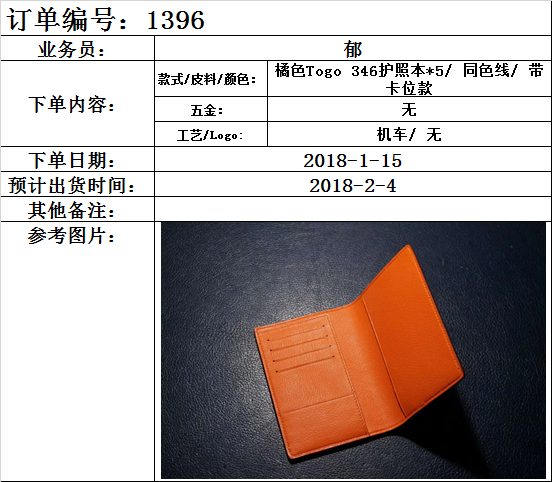 订单编号：1396
业务员：
郁
下单内容：
款式/皮料/颜色：
橘色Togo 346护照本*5/ 同色线/ 带
卡位款
五金：
无
工艺/Logo:
机车/ 无
下单日期：
2018-1-15
预计出货时间：
2018-2-4
其他备注：
参考图片：